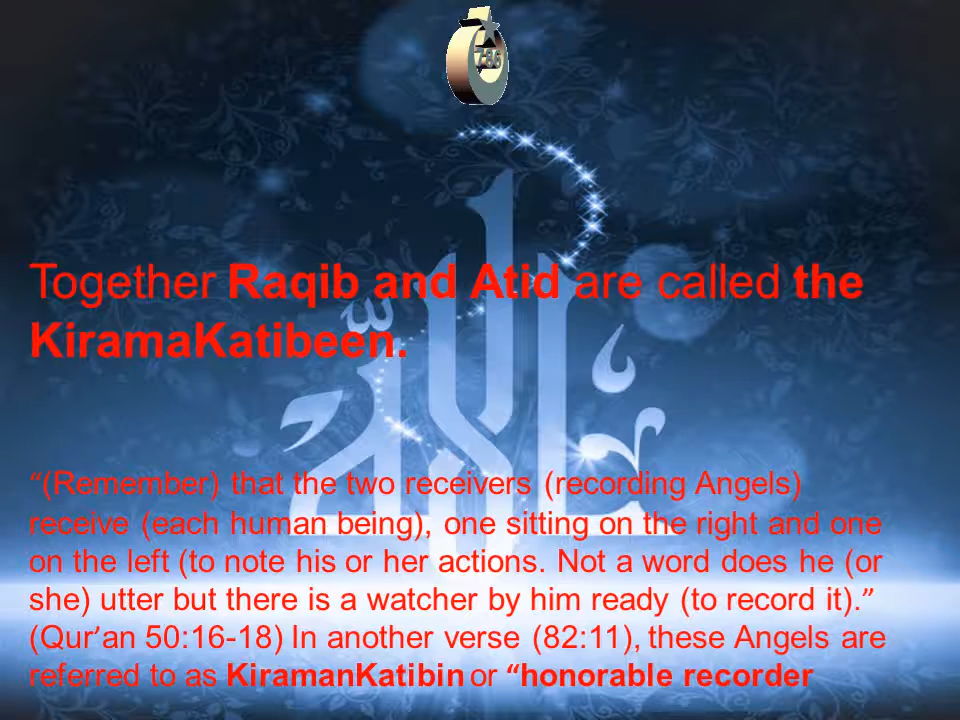 786
Together Raqib and Atid are called the
KiramaKatibeen.
“(Remember) that the two receivers (recording Angels)
receive (each human being), one sitting on the right and one
on the left (to note his or her actions. Not a word does he (or
she) utter but there is a watcher by him ready (to record it).”
(Qur’an 50:16-18) In another verse (82:11), these Angels are
referred to as KiramanKatibin or “honorable recorder
الله